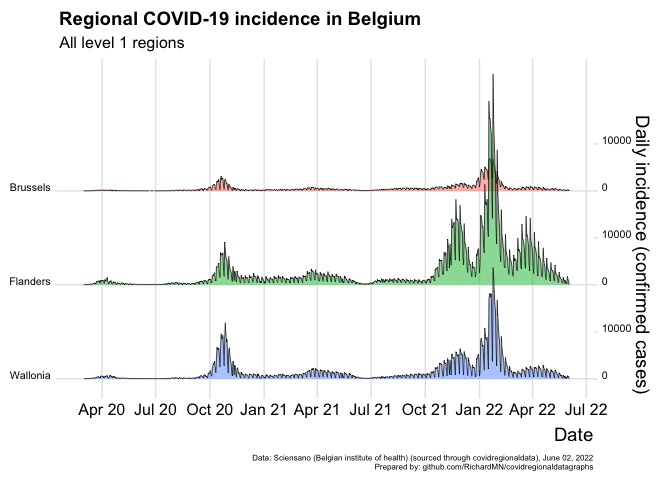 Regional COVID-19 incidence in Belgium
All level 1 regions
10000
Brussels
0
10000
Flanders
0
10000
Wallonia
0
Daily incidence (confirmed cases)
Apr 20 Jul 20 Oct 20 Jan 21 Apr 21 Jul 21 Oct 21 Jan 22 Apr 22 Jul 22
Date
Data: Sciensano (Belgian institute of health) (sourced through covidregionaldata), June 02, 2022
Prepared by: github.com/RichardMN/covidregionaldatagraphs